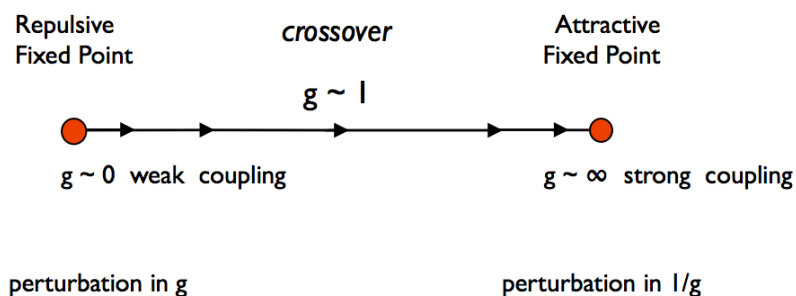 Repulsive
Fixed Point
crossover
Attractive
Fixed Point
g ~ 1
g ~ 0 weak coupling
g ~ ∞ strong coupling
perturbation in g
perturbation in 1/g